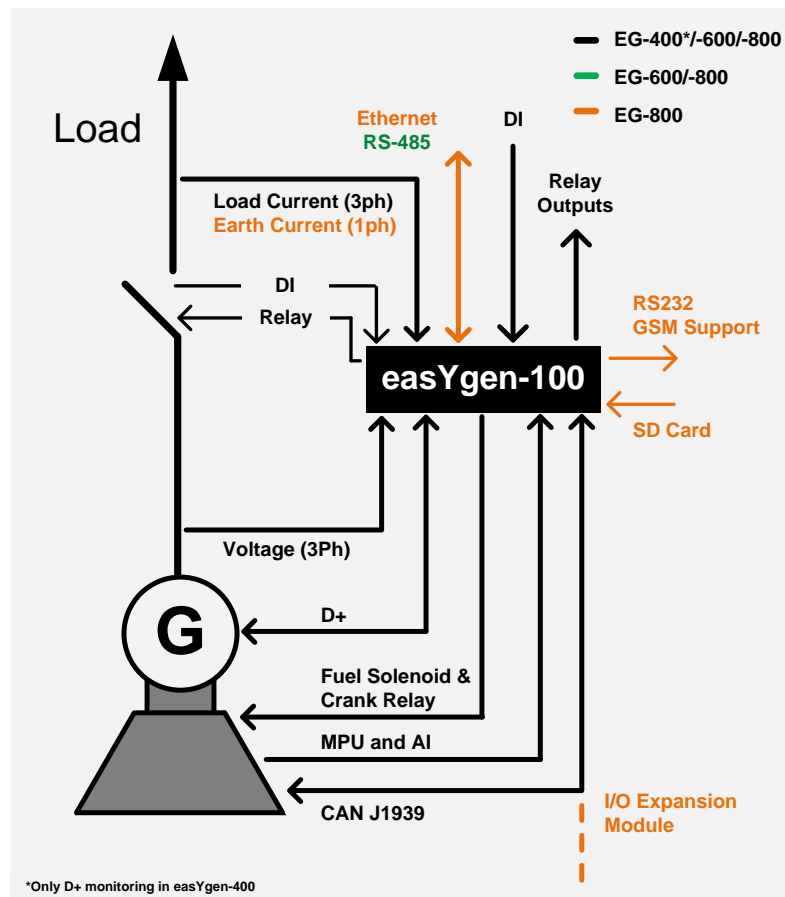 EG-400*/-600/-800
EG-600/-800
EG-800
Load
Ethernet
RS-485
DI
Relay
Outputs
Load Current (3ph)
Earth Current (1ph)
DI
Relay
RS232
GSM Support
easYgen-100
SD Card
Voltage (3Ph)
G
D+
Fuel Solenoid &
Crank Relay
MPU and AI
CAN J1939
I/O Expansion
Module
*Only D+ monitoring in easYgen-400